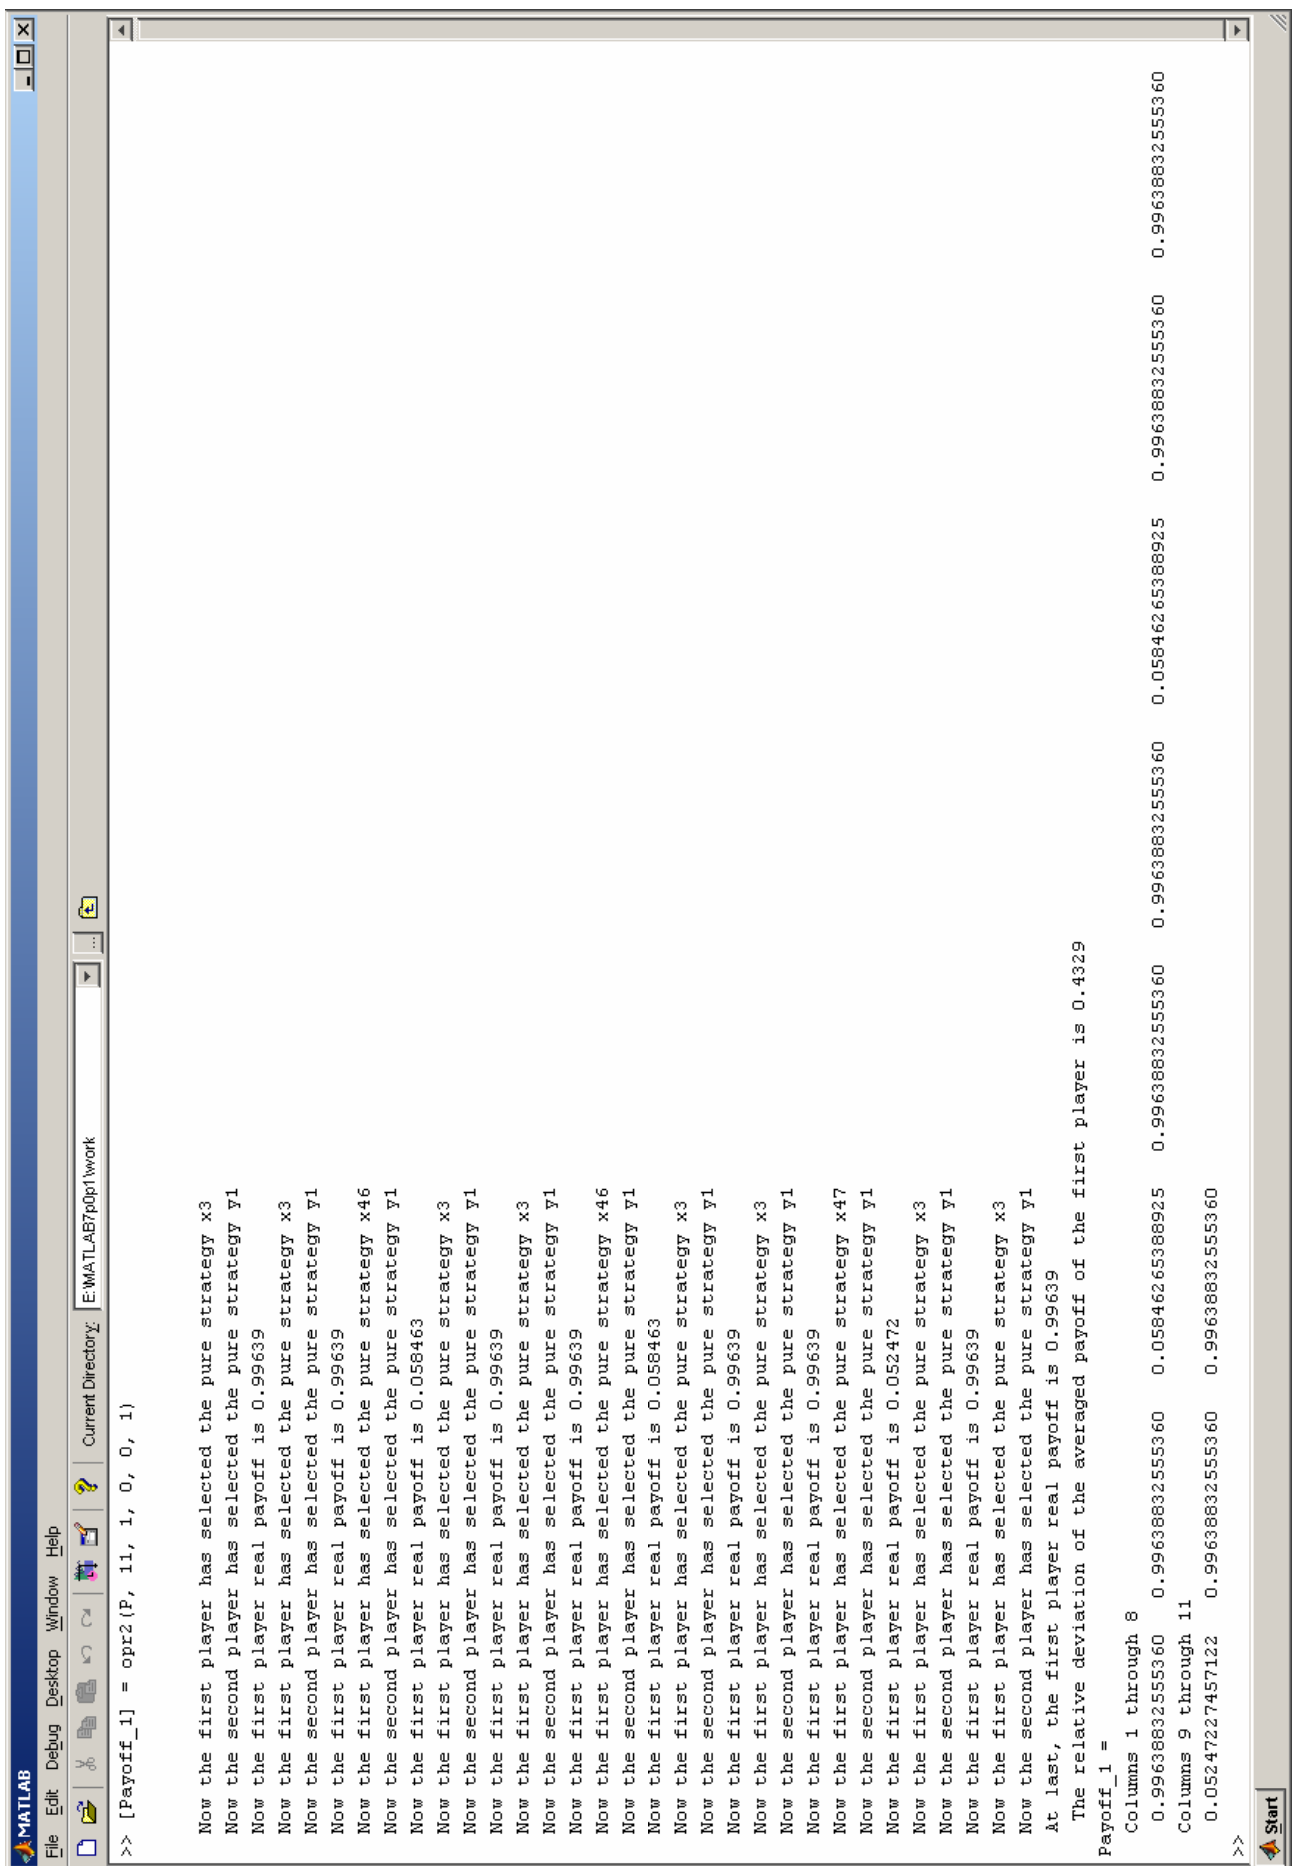 MATLAB
File Edit Debug Desktop Window Help
Current Directory: E:\MATLAB7p0p1\work
>> [Payoff_1] = opr2(P, 11, 1, 1, 0, 0, 1)
Now the first player has selected the pure strategy x3
Now the second player has selected the pure strategy y1
Now the first player real payoff is 0.99639
Now the first player has selected the pure strategy x3
Now the second player has selected the pure strategy y1
Now the first player real payoff is 0.99639
Now the first player has selected the pure strategy x46
Now the second player has selected the pure strategy y1
Now the first player real payoff is 0.058463
Now the first player has selected the pure strategy x3
Now the second player has selected the pure strategy y1
Now the first player real payoff is 0.99639
Now the first player has selected the pure strategy x3
Now the second player has selected the pure strategy y1
Now the first player real payoff is 0.99639
Now the first player has selected the pure strategy x46
Now the second player has selected the pure strategy y1
Now the first player real payoff is 0.058463
Now the first player has selected the pure strategy x3
Now the second player has selected the pure strategy y1
Now the first player real payoff is 0.99639
Now the first player has selected the pure strategy x3
Now the second player has selected the pure strategy y1
Now the first player real payoff is 0.99639
Now the first player has selected the pure strategy x47
Now the second player has selected the pure strategy y1
Now the first player real payoff is 0.052472
Now the first player has selected the pure strategy x3
Now the second player has selected the pure strategy y1
Now the first player real payoff is 0.99639
Now the first player has selected the pure strategy x3
Now the second player has selected the pure strategy y1
At last, the first player real payoff is 0.99639
The relative deviation of the averaged payoff of the first player is 0.4329
Payoff_1 =
Columns 1 through 8
0.99638832555360 0.99638832555360 0.05846265388925 0.99638832555360 0.99638832555360 0.05846265388925 0.99638832555360 0.99638832555360
Columns 9 through 11
0.05247227457122 0.99638832555360 0.99638832555360
>>
Start